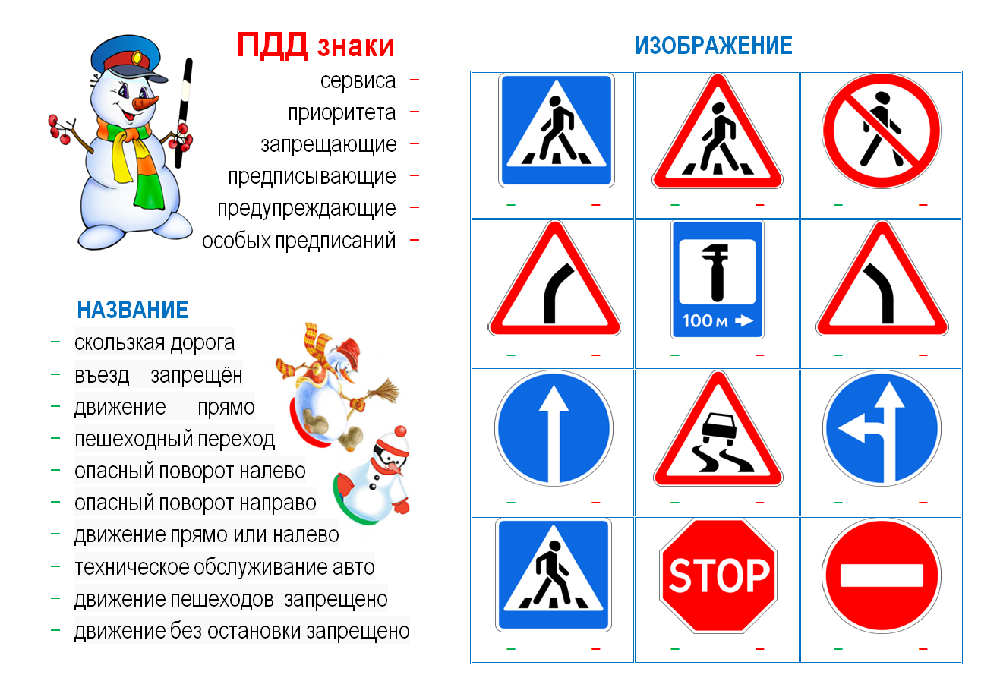 ПДД знаки
сервиса –
приоритета –
запрещающие –
предписывающие –
предупреждающие –
особых предписаний –
НАЗВАНИЕ
– скользкая дорога
– въезд запрещён
– движение прямо
– пешеходный переход
– опасный поворот налево
– опасный поворот направо
– движение прямо или налево
– техническое обслуживание авто
– движение пешеходов запрещено
– движение без остановки запрещено
ИЗОБРАЖЕНИЕ
– – – – – –
100 м
– – – – – –
– – – – – –
STOP
– – – – – –